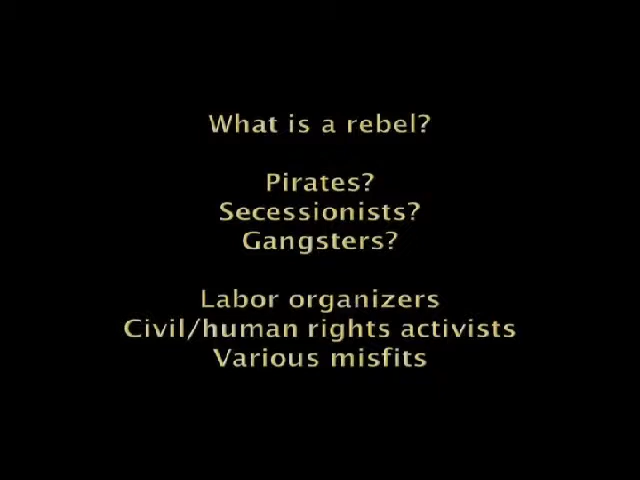 What is a rebel?
Pirates?
Secessionists?
Gangsters?
Labor organizers
Civil/human rights activists
Various misfits